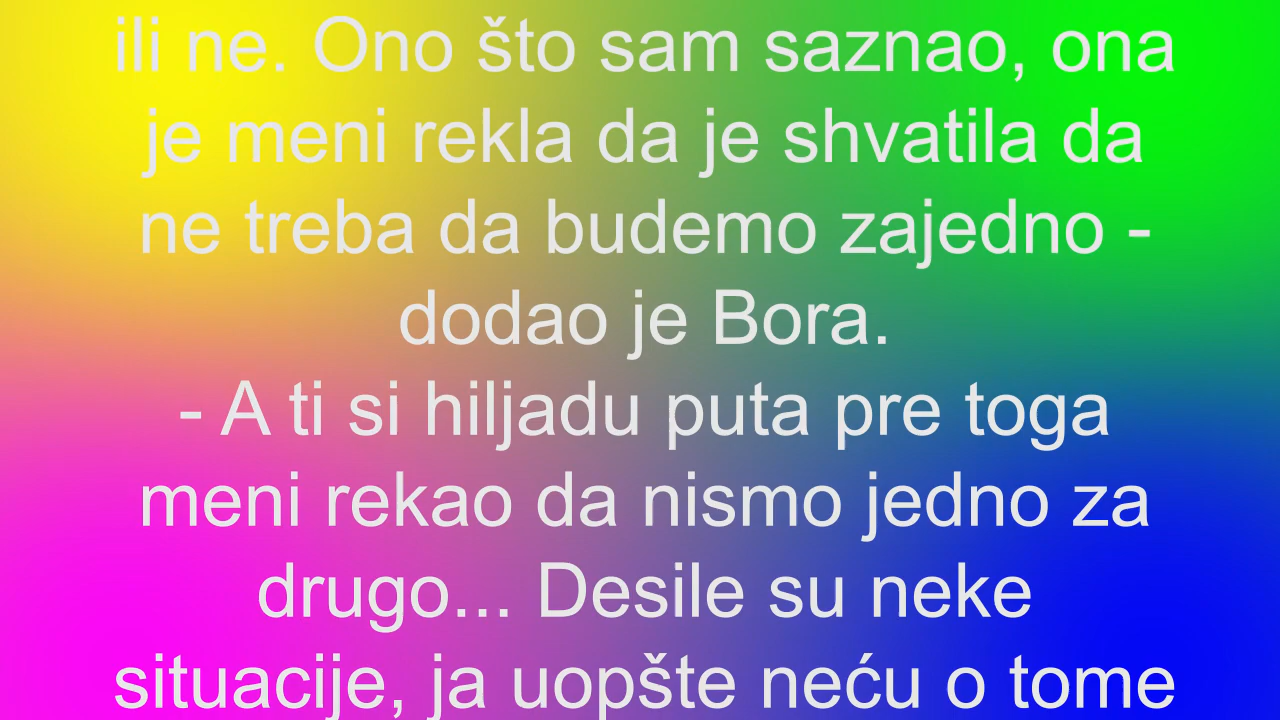 ili ne. Ono što sam saznao, ona
je meni rekla da je shvatila da
ne treba da budemo zajedno -
dodao je Bora.
- A ti si hiljadu puta pre toga
meni rekao da nismo jedno za
drugo... Desile su neke
situacije, ja uopšte neću o tome